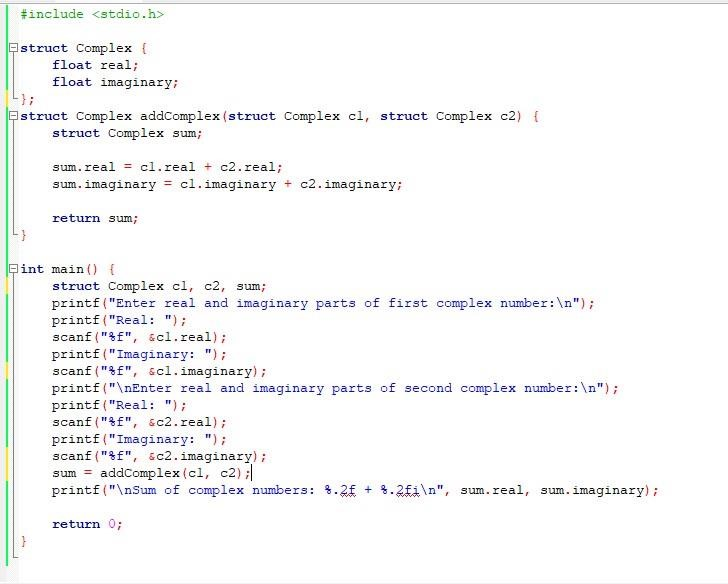 #include <stdio.h>
struct Complex {
float real;
float imaginary;
};
struct Complex addComplex(struct Complex c1, struct Complex c2) {
struct Complex sum;
sum.real = c1.real + c2.real;
sum.imaginary = c1.imaginary + c2.imaginary;
return sum;
}
int main() {
struct Complex c1, c2, sum;
printf("Enter real and imaginary parts of first complex number:\n");
printf("Real: ");
scanf("%f", &c1.real);
printf("Imaginary: ");
scanf("%f", &c1.imaginary);
printf("\nEnter real and imaginary parts of second complex number:\n");
printf("Real: ");
scanf("%f", &c2.real);
printf("Imaginary: ");
scanf("%f", &c2.imaginary);
sum = addComplex(c1, c2);
printf("\nSum of complex numbers: %.2f + %.2fi\n", sum.real, sum.imaginary);
return 0;
}